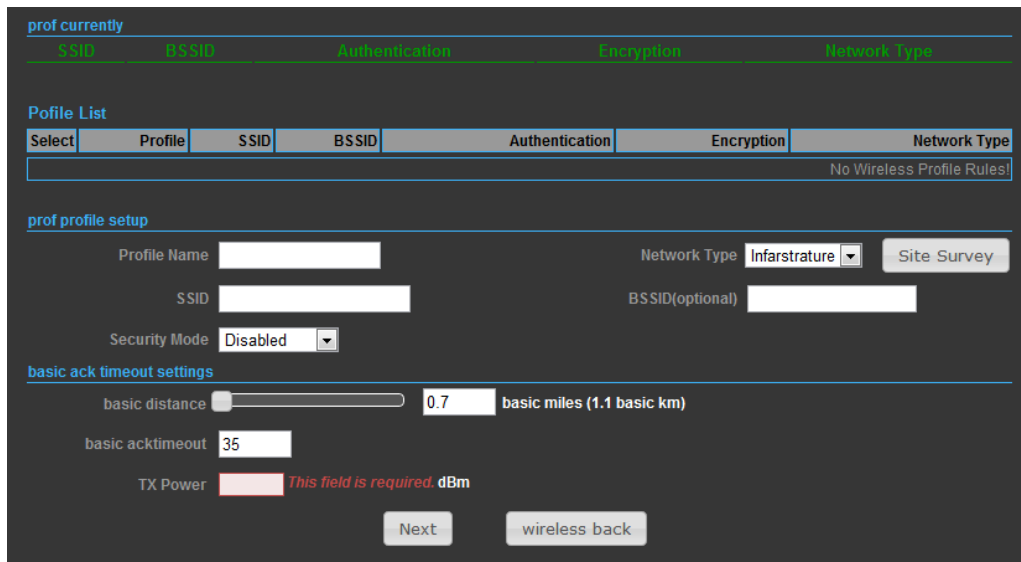 prof currently
SSID BSSID Authentication Encryption Network Type
Pofile List
Select Profile SSID BSSID Authentication Encryption Network Type
No Wireless Profile Rules!
prof profile setup
Profile Name Network Type Infarstrature Site Survey
SSID BSSID(optional)
Security Mode Disabled
basic ack timeout settings
basic distance 0.7 basic miles (1.1 basic km)
basic acktimeout 35
TX Power This field is required. dBm
Next wireless back